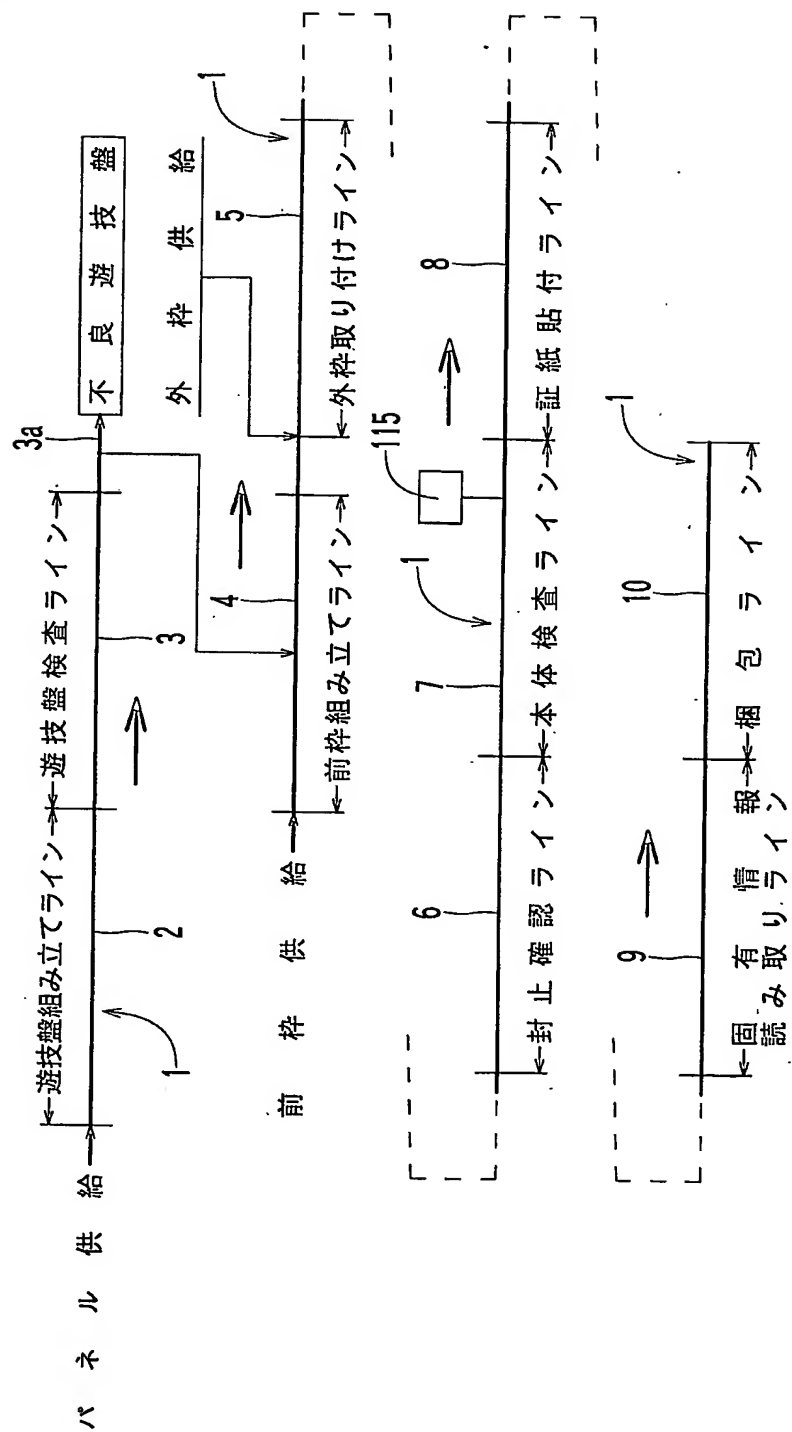 パネル供給
遊技盤組み立てライン
遊技盤検査ライン
1
2
3
3a
不良遊技盤
外枠供給
前枠供給
4
5
1
前枠組み立てライン
外枠取り付けライン
115
6
7
1
8
封止確認ライン
本体検査ライン
証紙貼付ライン
9
10
1
固有情報
読み取りライン
梱包ライン